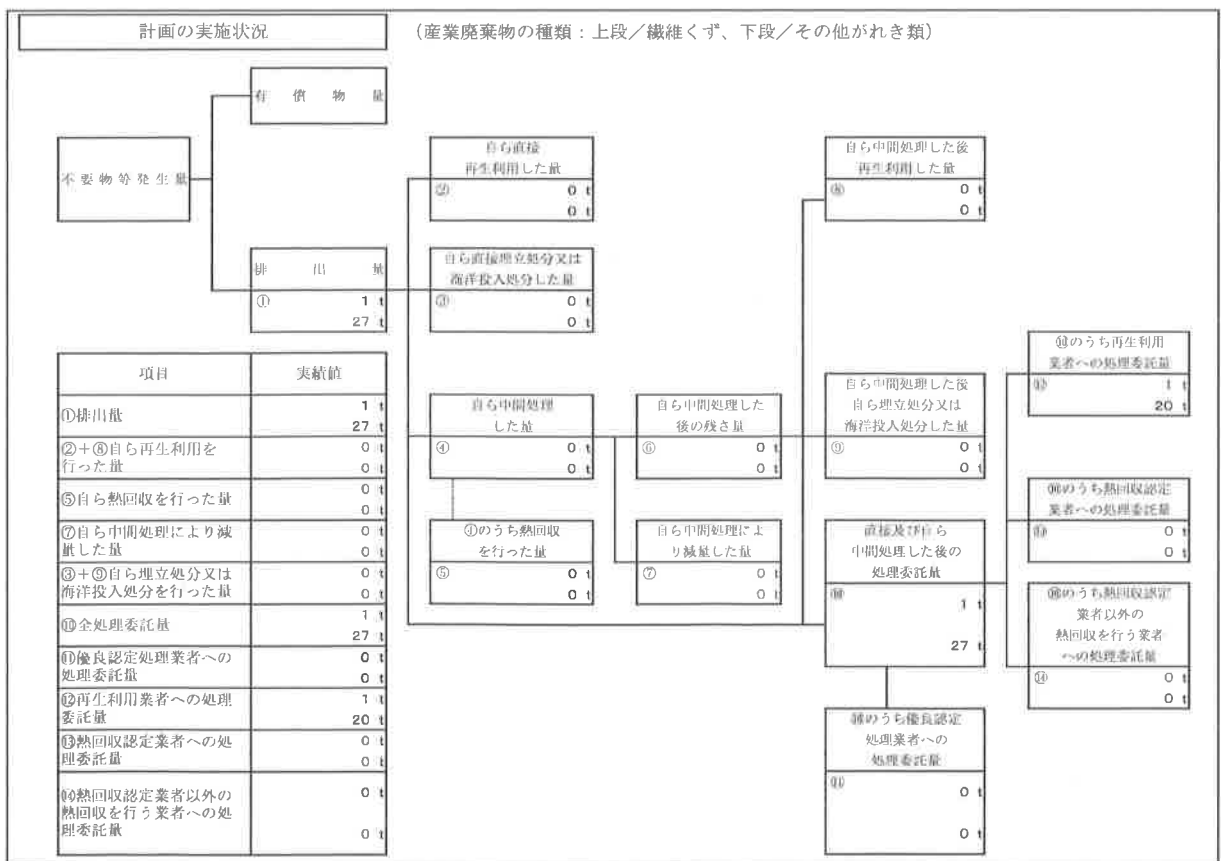 計画の実施状況
（産業廃棄物の種類：上段／繊維くず、下段／その他がれき類）
有償物量
不要物等発生量
自ら直接
再生利用した量
② 0 t
0 t
自ら中間処理した後
再生利用した量
⑧ 0 t
0 t
排出量
① 1 t
27 t
自ら直接埋立処分又は
海洋投入処分した量
③ 0 t
0 t
項目 実績値
①排出量 1 t
27 t
②＋⑧自ら再生利用を
行った量
0 t
0 t
⑤自ら熱回収を行った量 0 t
0 t
⑦自ら中間処理により減
量した量
0 t
0 t
③＋⑨自ら埋立処分又は
海洋投入処分を行った量
0 t
0 t
⑩全処理委託量 1 t
27 t
⑪優良認定処理業者への
処理委託量
0 t
0 t
⑫再生利用業者への処理
委託量
1 t
20 t
⑬熱回収認定業者への処
理委託量
0 t
0 t
⑭熱回収認定業者以外の
熱回収を行う業者への処
理委託量
0 t
0 t
自ら中間処理
した量
④ 0 t
0 t
④のうち熱回収
を行った量
⑤ 0 t
0 t
自ら中間処理した
後の残さ量
⑥ 0 t
0 t
自ら中間処理によ
り減量した量
⑦ 0 t
0 t
自ら中間処理した後
自ら埋立処分又は
海洋投入処分した量
⑨ 0 t
0 t
直接及び自ら
中間処理した後の
処理委託量
⑩ 1 t
27 t
⑩のうち優良認定
処理業者への
処理委託量
⑪ 0 t
0 t
⑩のうち再生利用
業者への処理委託量
⑫ 1 t
20 t
⑩のうち熱回収認定
業者への処理委託量
⑬ 0 t
0 t
⑩のうち熱回収認定
業者以外の
熱回収を行う業者
への処理委託量
⑭ 0 t
0 t